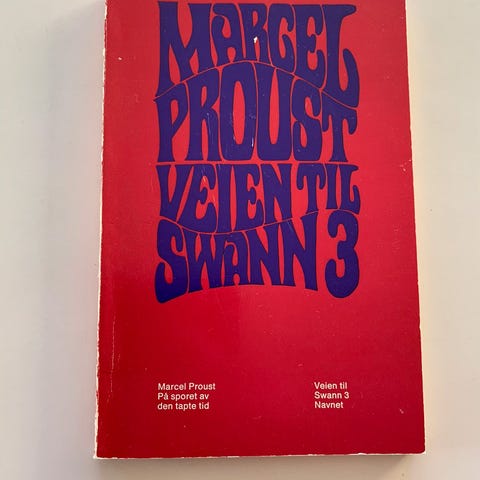 MARCEL
PROUST
VEIEN TIL
SWANN 3
Marcel Proust
På sporet av
den tapte tid
Veien til
Swann 3
Navnet